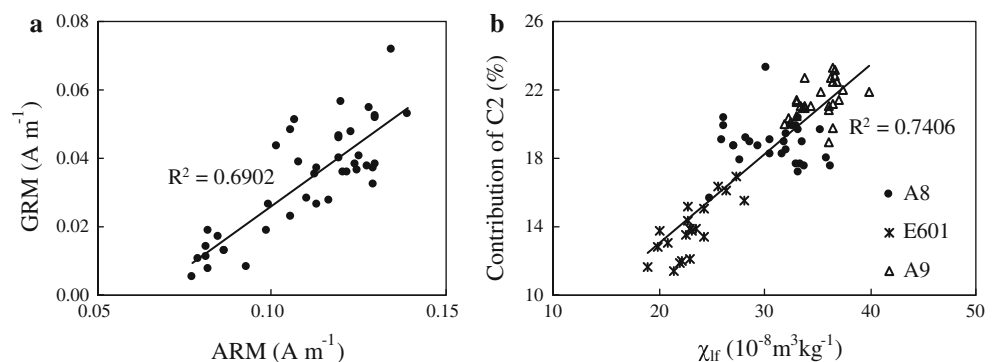 a
0.08
0.06
0.04
0.02
0.00
GRM (A m⁻¹)
R² = 0.6902
0.05
0.10
0.15
ARM (A m⁻¹)
b
26
22
18
14
10
Contribution of C2 (%)
R² = 0.7406
A8
E601
A9
10
20
30
40
50
χlf (10⁻⁸m³kg⁻¹)